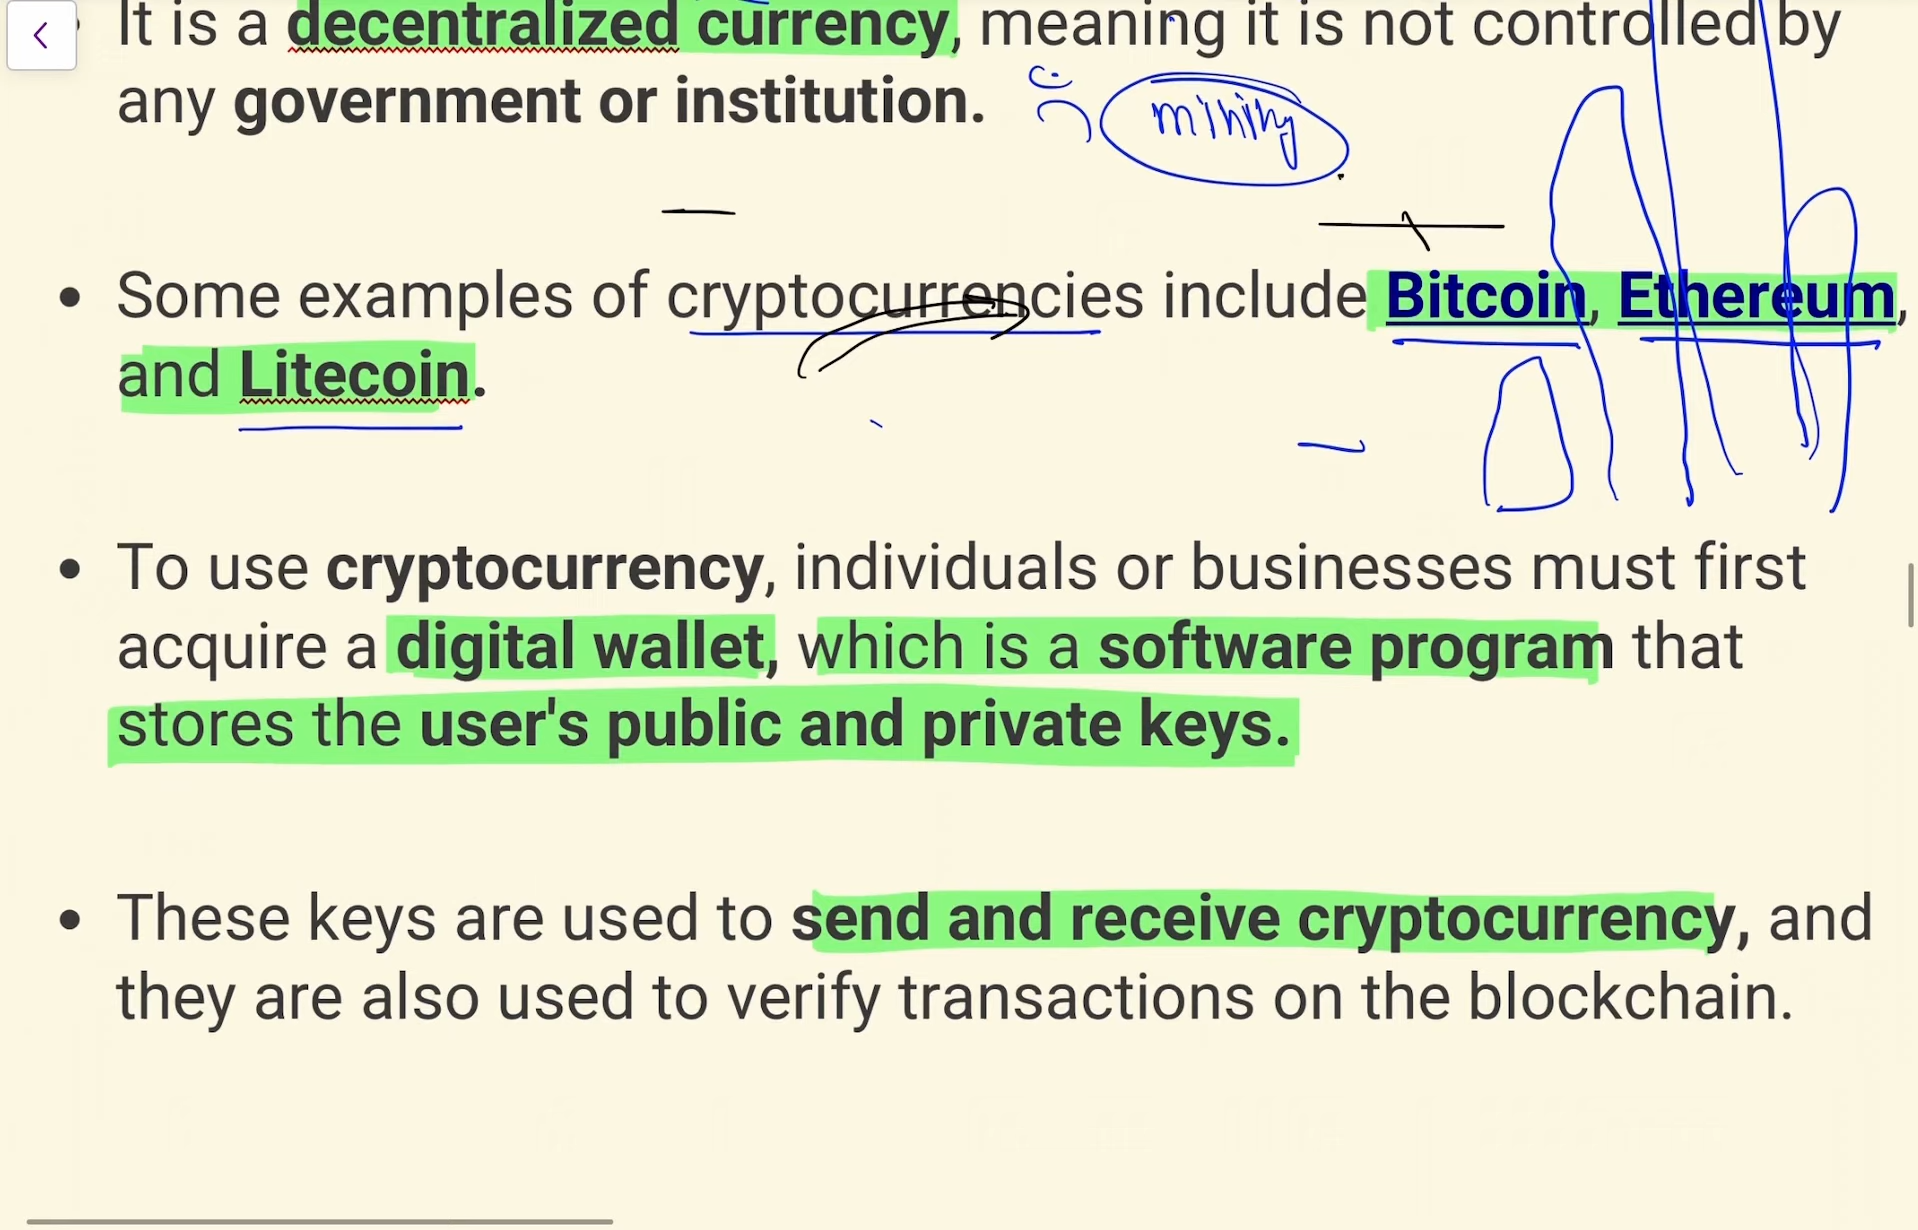 It is a decentralized currency, meaning it is not controlled by
any government or institution.
mining
Some examples of cryptocurrencies include Bitcoin, Ethereum,
and Litecoin.
To use cryptocurrency, individuals or businesses must first
acquire a digital wallet, which is a software program that
stores the user's public and private keys.
These keys are used to send and receive cryptocurrency, and
they are also used to verify transactions on the blockchain.